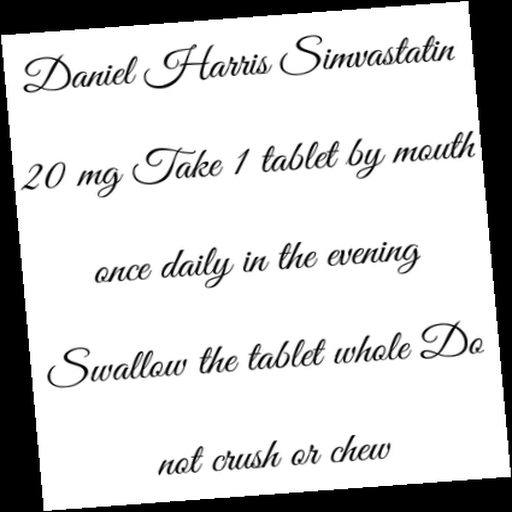 Daniel Harris Simvastatin
20 mg Take 1 tablet by mouth
once daily in the evening
Swallow the tablet whole Do
not crush or chew